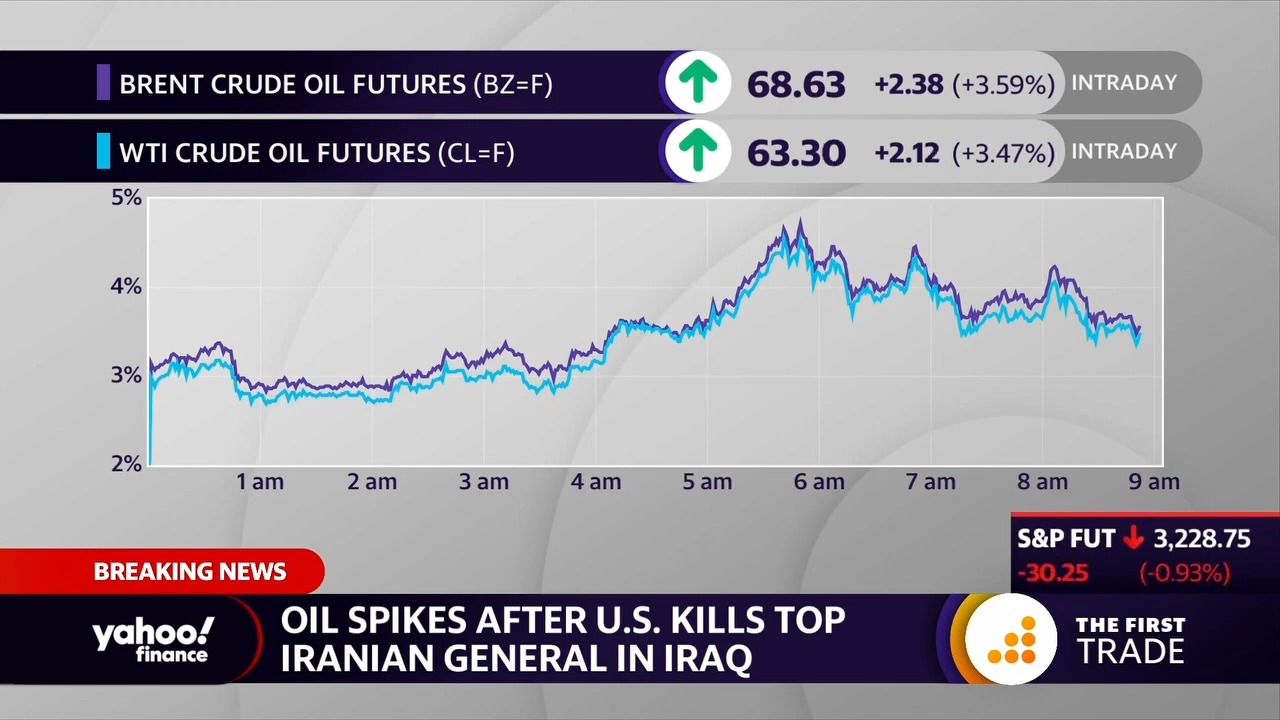 BRENT CRUDE OIL FUTURES (BZ=F) 68.63 +2.38 (+3.59%) INTRADAY
WTI CRUDE OIL FUTURES (CL=F) 63.30 +2.12 (+3.47%) INTRADAY
5%
4%
3%
2%
1 am 2 am 3 am 4 am 5 am 6 am 7 am 8 am 9 am
S&P FUT 3,228.75
-30.25 (-0.93%)
BREAKING NEWS
yahoo!
finance
OIL SPIKES AFTER U.S. KILLS TOP
IRANIAN GENERAL IN IRAQ
THE FIRST
TRADE